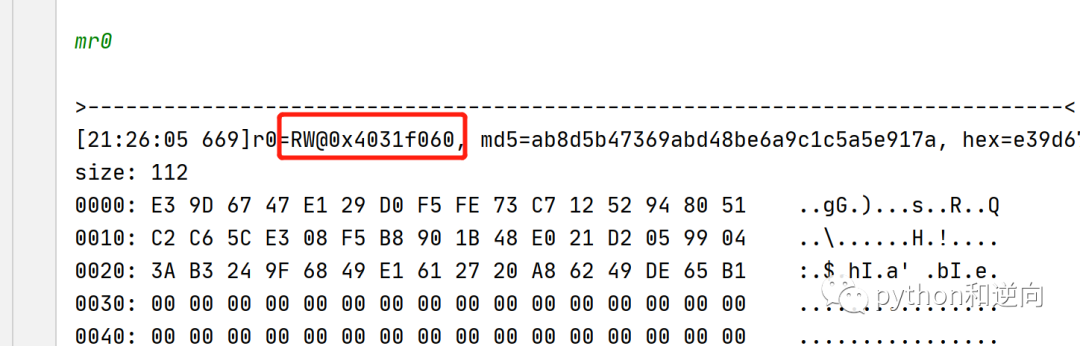 mr0
>-----------------------------------------------------------------------------<
[21:26:05 669]r0=RW@0x4031f060, md5=ab8d5b47369abd48be6a9c1c5a5e917a, hex=e39d6
size: 112
0000: E3 9D 67 47 E1 29 D0 F5 FE 73 C7 12 52 94 80 51    ..gG.)...s..R..Q
0010: C2 C6 5C E3 08 F5 B8 90 1B 48 E0 21 D2 05 99 04    ..\......H.!....
0020: 3A B3 24 9F 68 49 E1 61 27 20 A8 62 49 DE 65 B1    :.$.hI.a' .bI.e.
0030: 00 00 00 00 00 00 00 00 00 00 00 00 00 00 00 00    ................
0040: 00 00 00 00 00 00 00 00 00 00 00 00 00 00 00 00    ................
python和逆向